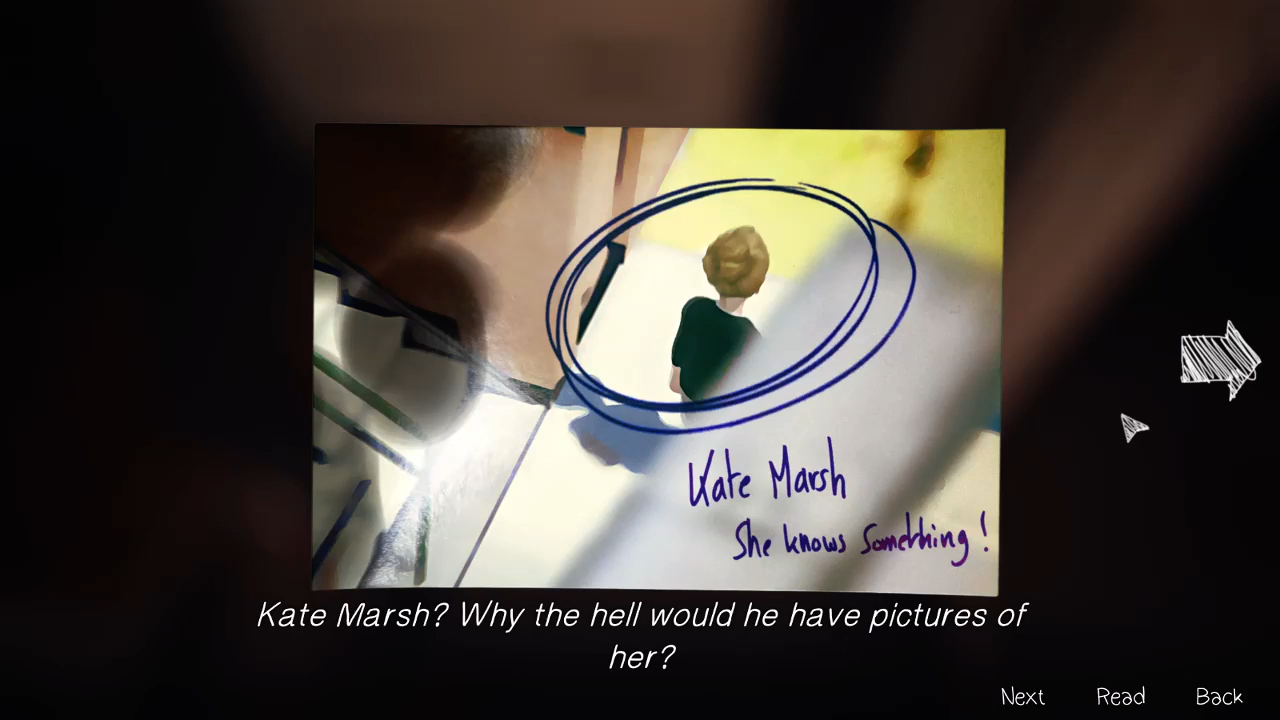 Kate Marsh
She knows something!
Kate Marsh? Why the hell would he have pictures of
her?
Next Read Back